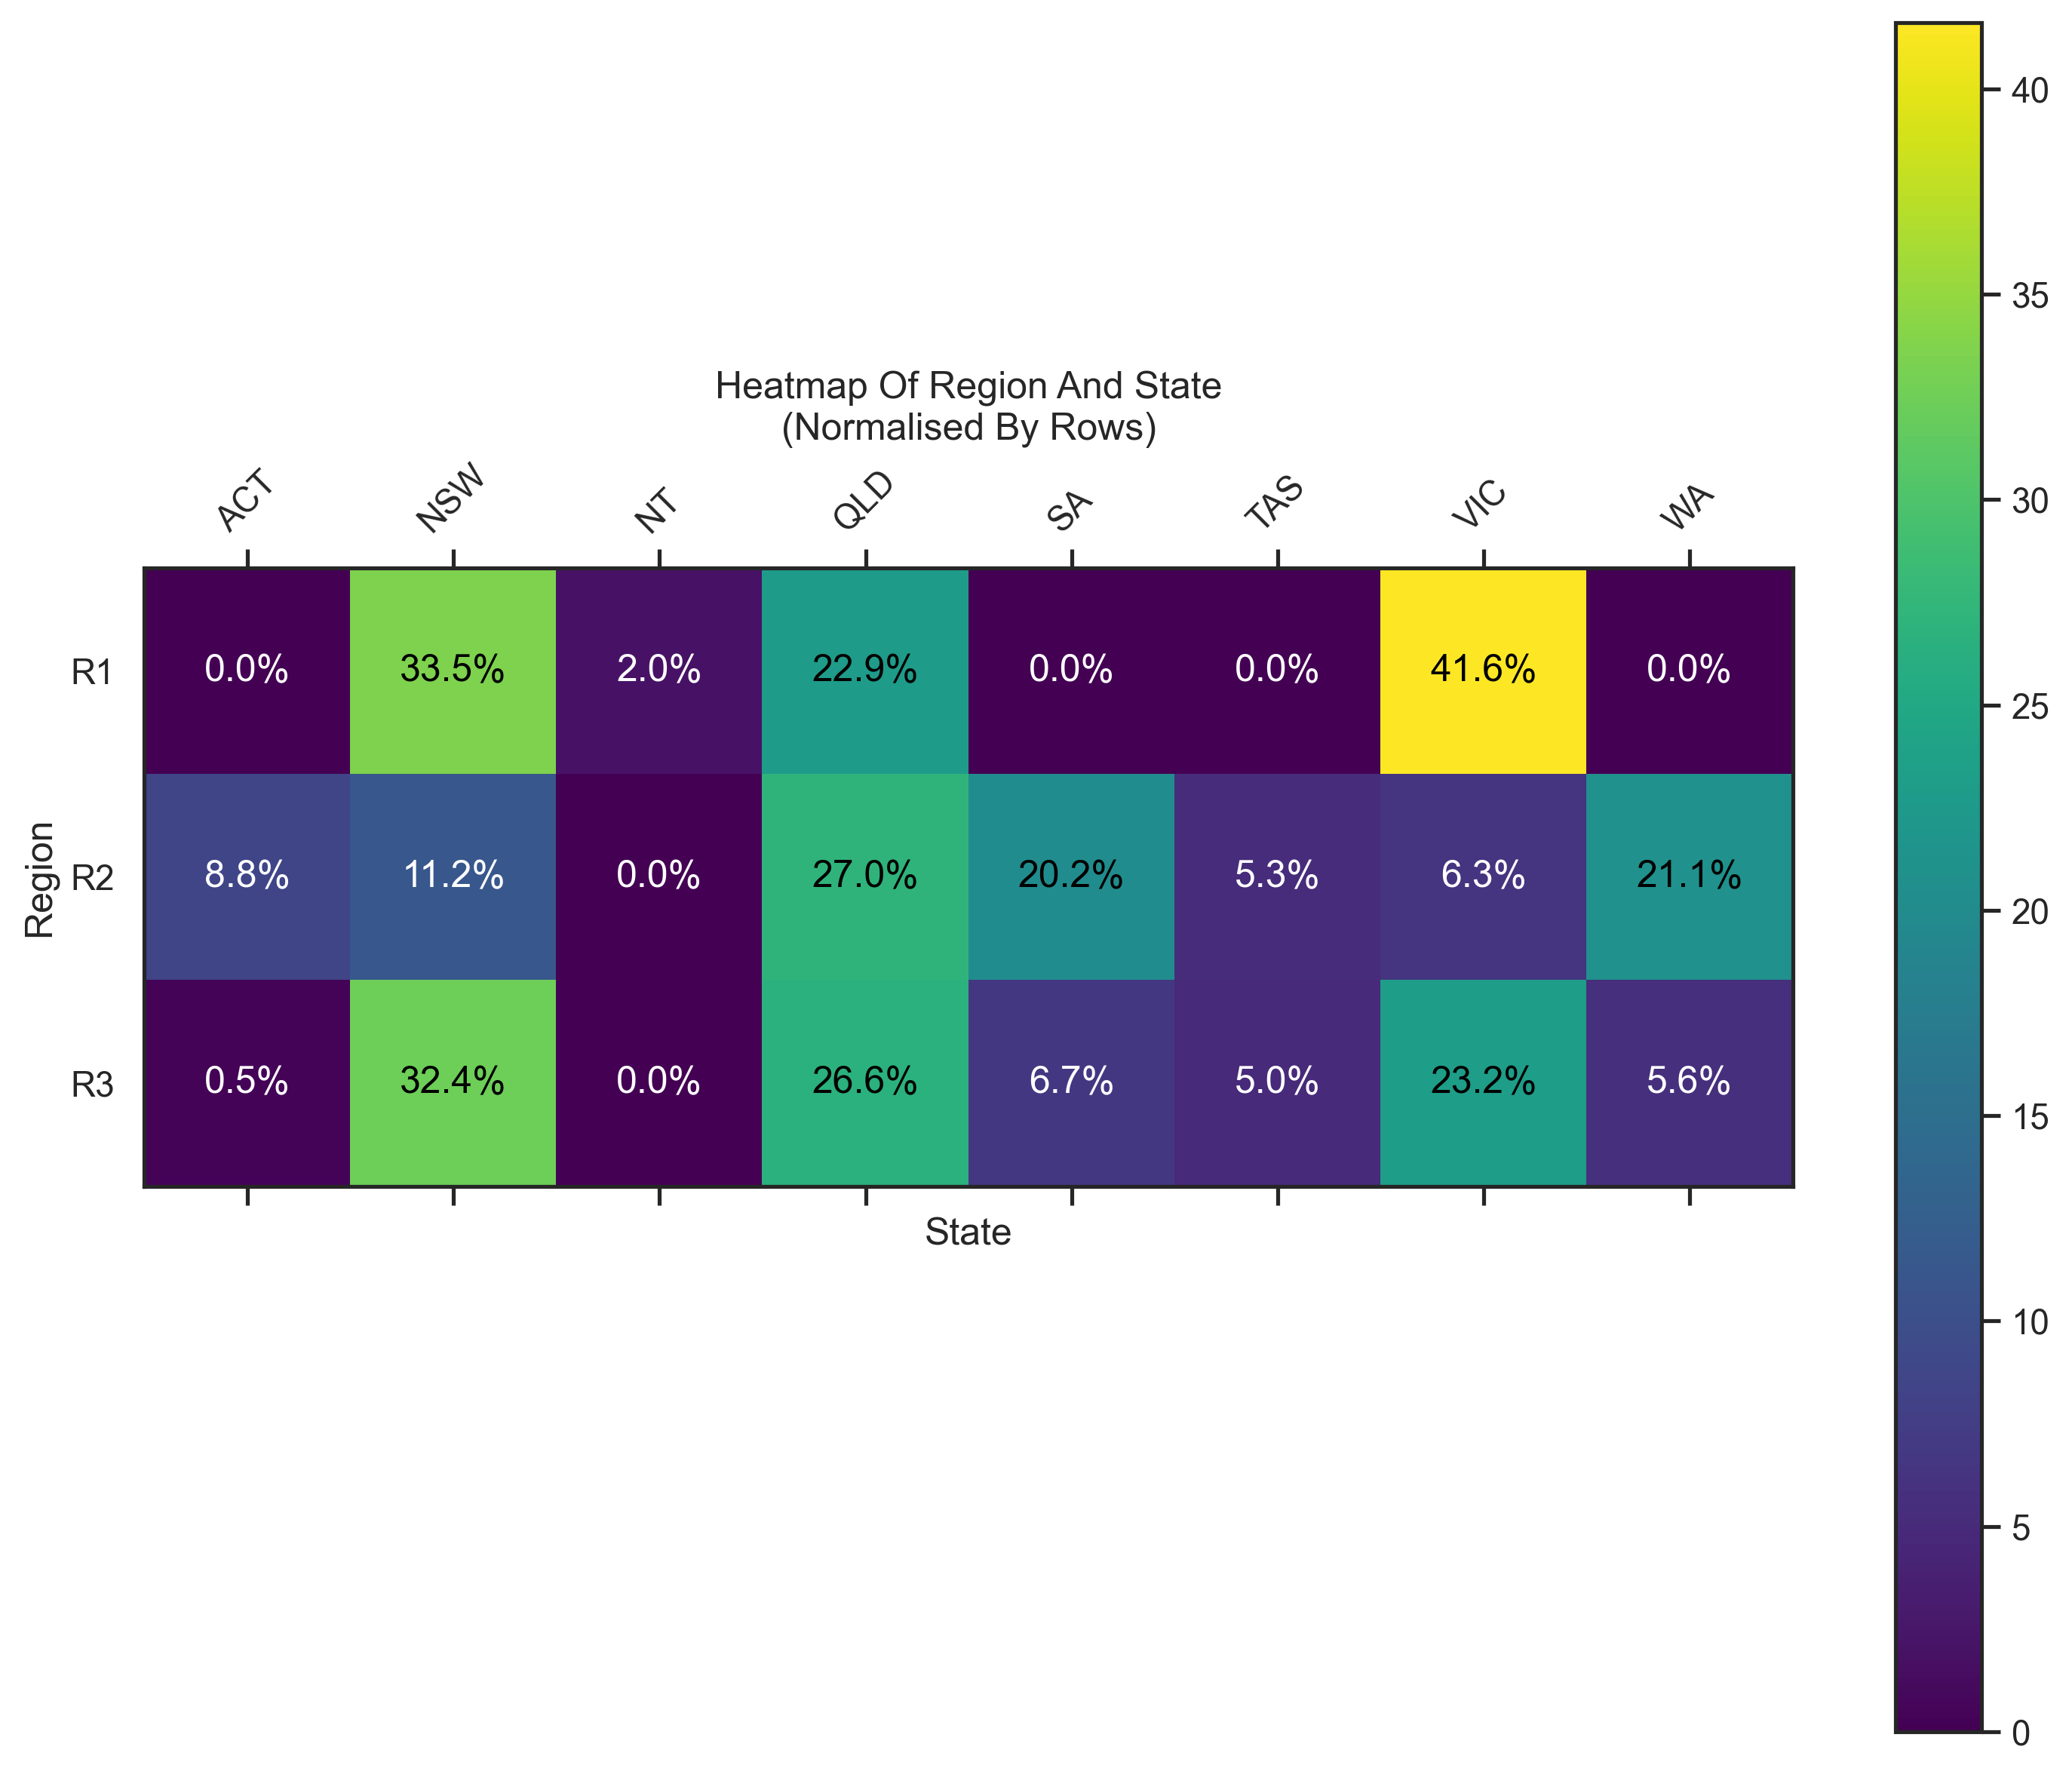 Heatmap Of Region And State
(Normalised By Rows)
ACT NSW NT QLD SA TAS VIC WA
Region
R1 0.0% 33.5% 2.0% 22.9% 0.0% 0.0% 41.6% 0.0%
R2 8.8% 11.2% 0.0% 27.0% 20.2% 5.3% 6.3% 21.1%
R3 0.5% 32.4% 0.0% 26.6% 6.7% 5.0% 23.2% 5.6%
State
40
35
30
25
20
15
10
5
0